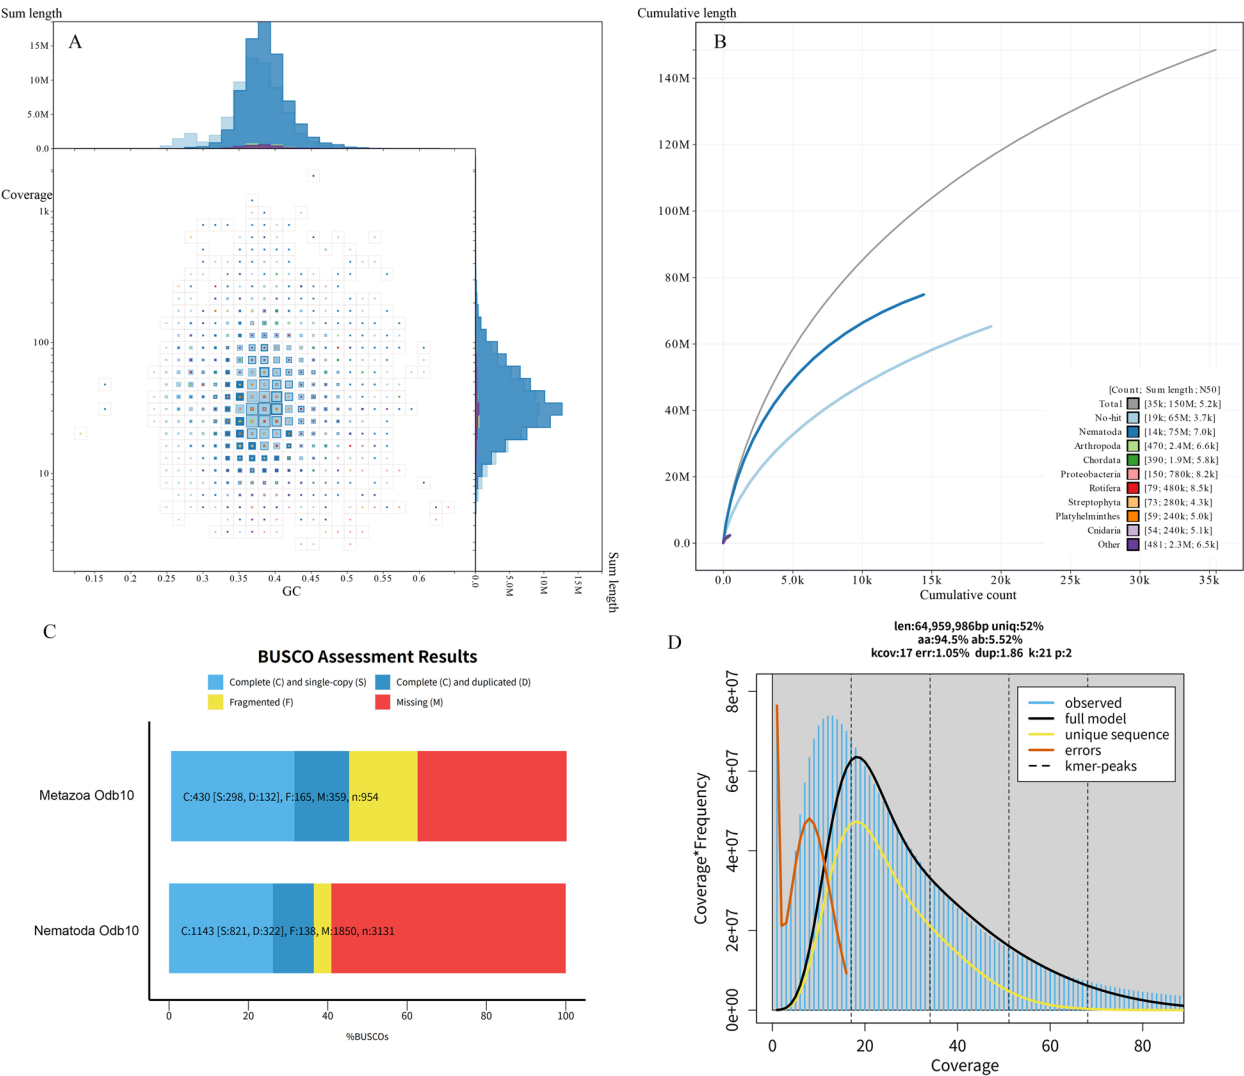 Sum length
A
15M
10M
5.0M
0.0
Coverage
1k
100
10
0.15
0.2
0.25
0.3
0.35
0.4
0.45
0.5
0.55
0.6
GC
0.0
5.0M
10M
15M
Sum length
Cumulative length
B
140M
120M
100M
80M
60M
40M
20M
0.0
0.0
5.0k
10k
15k
20k
25k
30k
35k
Cumulative count
[Count; Sum length; N50]
Total [35k; 150M; 5.2k]
No-hit [19k; 65M; 3.7k]
Nematoda [14k; 75M; 7.0k]
Arthropoda [470; 2.4M; 6.6k]
Chordata [390; 1.9M; 5.8k]
Proteobacteria [150; 780k; 8.2k]
Rotifera [79; 480k; 8.5k]
Streptophyta [73; 280k; 4.3k]
Platyhelminthes [59; 240k; 5.0k]
Cnidaria [54; 240k; 5.1k]
Other [481; 2.3M; 6.5k]
C
BUSCO Assessment Results
Complete (C) and single-copy (S)
Complete (C) and duplicated (D)
Fragmented (F)
Missing (M)
Metazoa Odb10
C:430 [S:298, D:132], F:165, M:359, n:954
Nematoda Odb10
C:1143 [S:821, D:322], F:138, M:1850, n:3131
0
20
40
60
80
100
%BUSCOs
D
len:64,959,986bp uniq:52%
aa:94.5% ab:5.52%
kcov:17 err:1.05% dup:1.86 k:21 p:2
8e+07
6e+07
4e+07
2e+07
0e+00
Coverage*Frequency
observed
full model
unique sequence
errors
kmer-peaks
0
20
40
60
80
Coverage